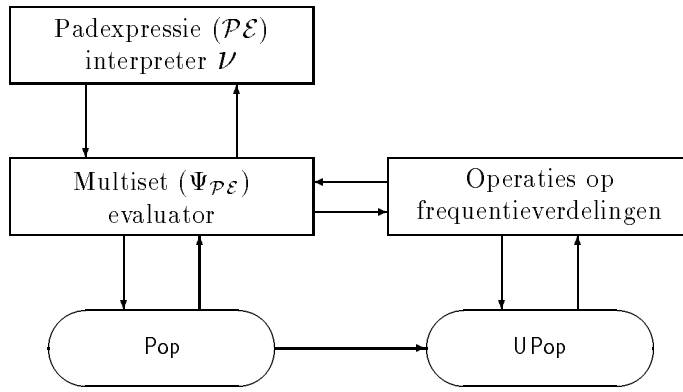 Padexpressie (𝒫ℰ)
interpreter 𝒱
Multiset (Ψ𝒫ℰ)
evaluator
Operaties op
frequentieverdelingen
Pop
UPop